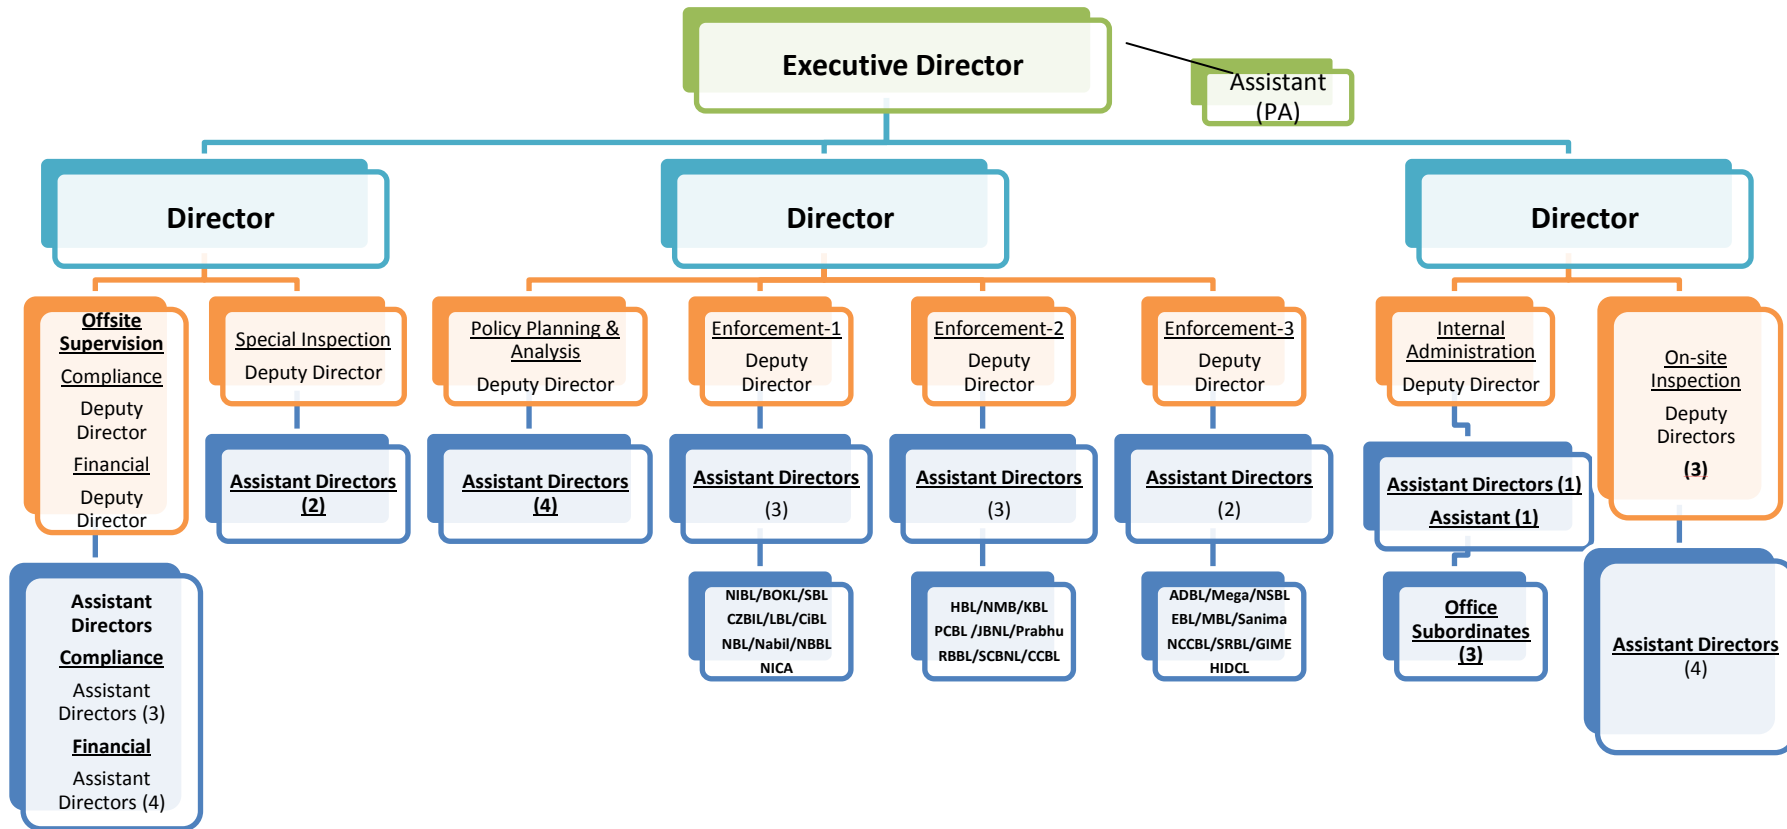 Executive Director
Assistant
(PA)
Director
Director
Director
Offsite
Supervision
Compliance
Deputy
Director
Financial
Deputy
Director
Special Inspection
Deputy Director
Policy Planning &
Analysis
Deputy Director
Enforcement-1
Deputy
Director
Enforcement-2
Deputy
Director
Enforcement-3
Deputy
Director
Internal
Administration
Deputy Director
On-site
Inspection
Deputy
Directors
(3)
Assistant
Directors
Compliance
Assistant
Directors (3)
Financial
Assistant
Directors (4)
Assistant Directors
(2)
Assistant Directors
(4)
Assistant Directors
(3)
Assistant Directors
(3)
Assistant Directors
(2)
Assistant Directors (1)
Assistant (1)
Assistant Directors
(4)
NIBL/BOKL/SBL
CZBIL/LBL/CiBL
NBL/Nabil/NBBL
NICA
HBL/NMB/KBL
PCBL /JBNL/Prabhu
RBBL/SCBNL/CCBL
ADBL/Mega/NSBL
EBL/MBL/Sanima
NCCBL/SRBL/GIME
HIDCL
Office
Subordinates
(3)